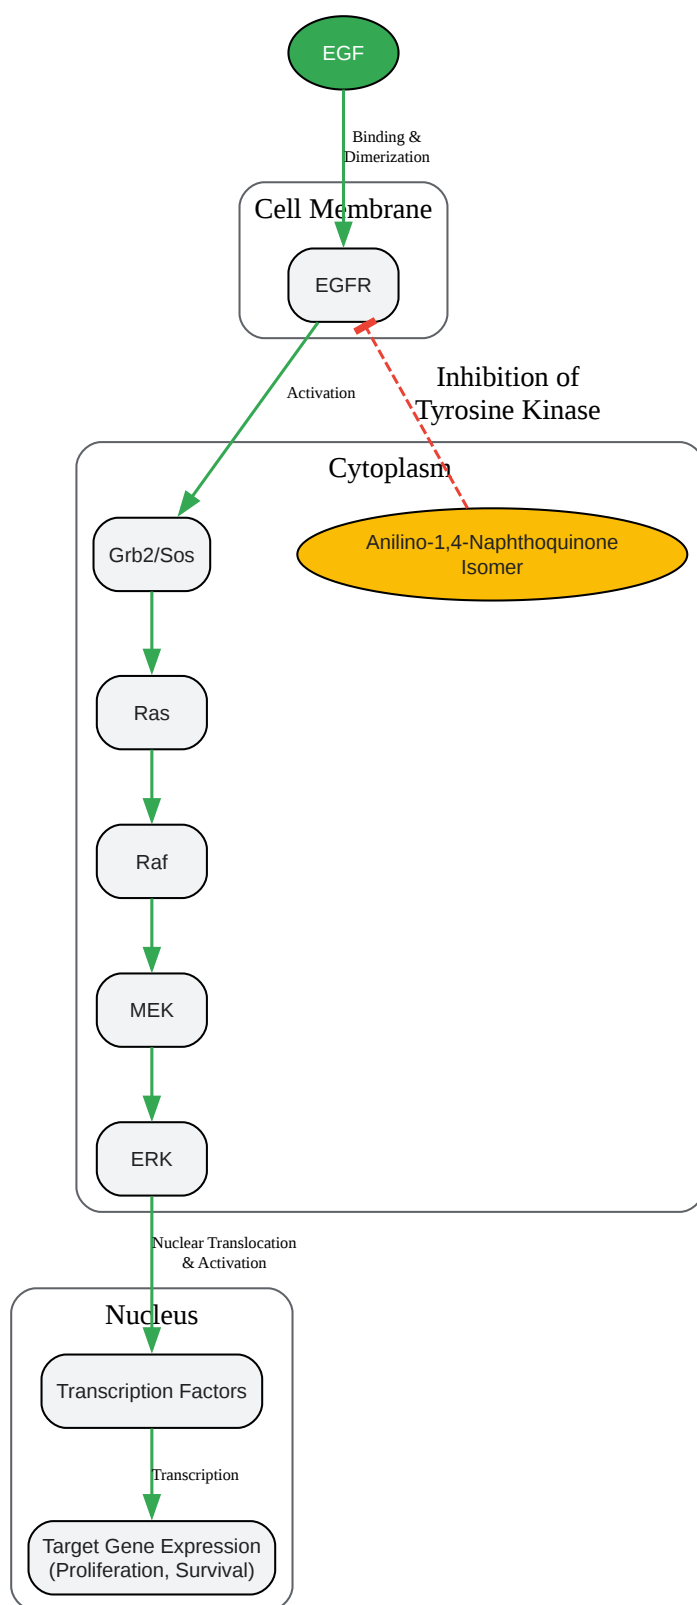 EGF
Binding &
Dimerization
Cell Membrane
EGFR
Activation
Inhibition of
Tyrosine Kinase
Cytoplasm
Grb2/Sos
Anilino-1,4-Naphthoquinone
Isomer
Ras
Raf
MEK
ERK
Nuclear Translocation
& Activation
Nucleus
Transcription Factors
Transcription
Target Gene Expression
(Proliferation, Survival)